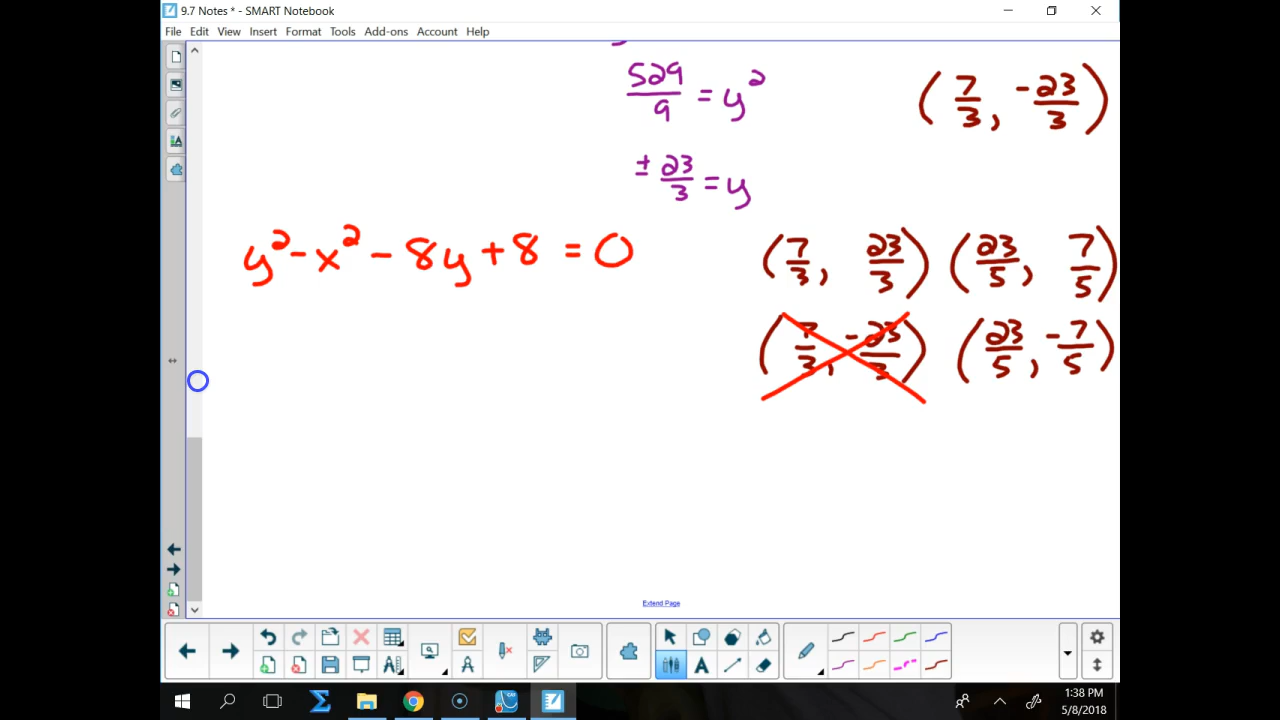 9.7 Notes * - SMART Notebook
File Edit View Insert Format Tools Add-ons Account Help
529/9 = y²
(7/3, -23/3)
± 23/3 = y
y² - x² - 8y + 8 = 0
(7/3, 23/3) (23/5, 7/5)
(7/3, -23/3) (23/5, -7/5)
Extend Page
1:38 PM
5/8/2018